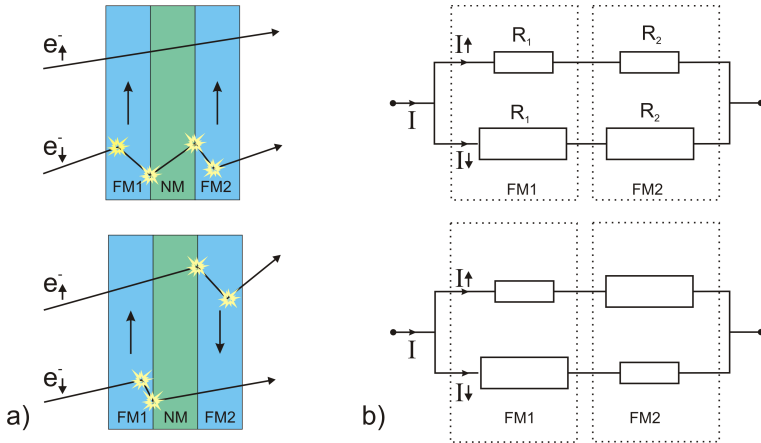 e⁻↑
e⁻↓
FM1 NM FM2
e⁻↑
e⁻↓
FM1 NM FM2
a)
I↑ R₁ R₂
I
I↓ R₁ R₂
FM1 FM2
I↑
I
I↓
FM1 FM2
b)